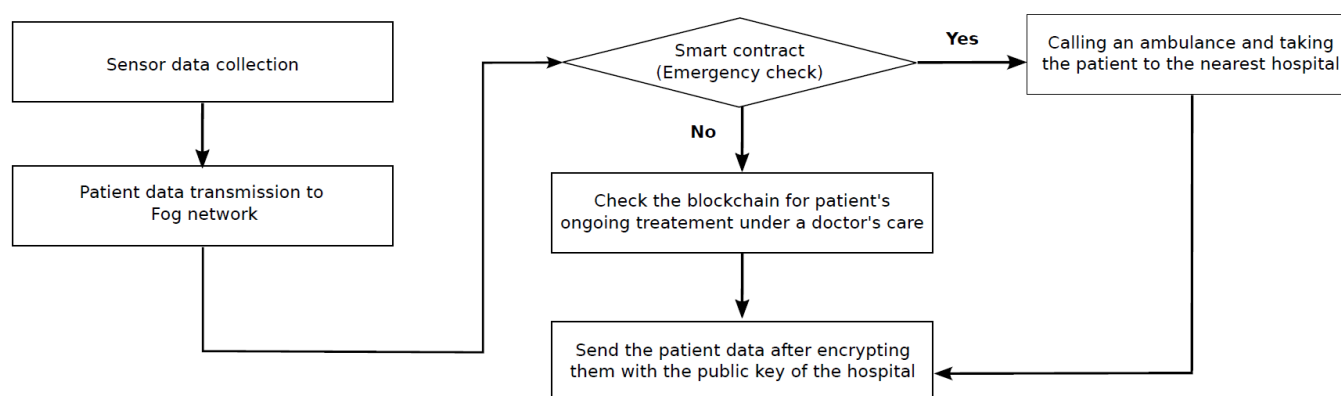 Sensor data collection
Patient data transmission to
Fog network
Smart contract
(Emergency check)
Yes
Calling an ambulance and taking
the patient to the nearest hospital
No
Check the blockchain for patient's
ongoing treatement under a doctor's care
Send the patient data after encrypting
them with the public key of the hospital